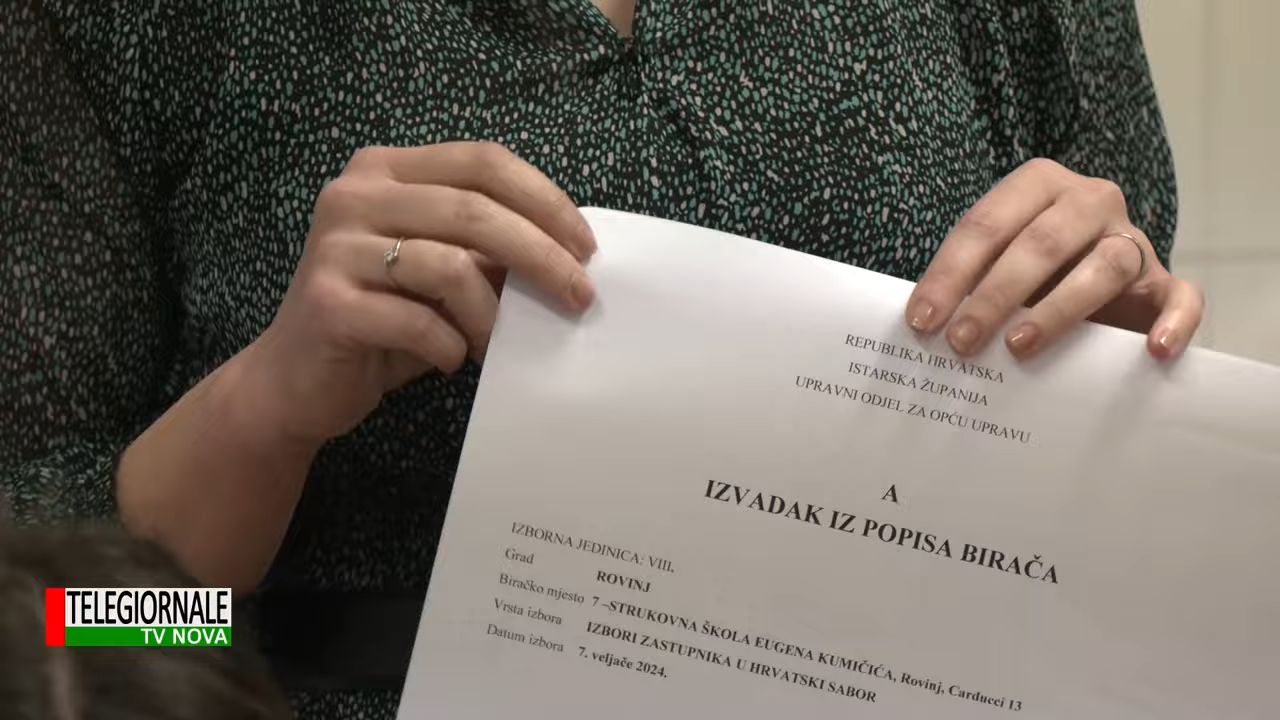 REPUBLIKA HRVATSKA
ISTARSKA ŽUPANIJA
UPRAVNI ODJEL ZA OPĆU UPRAVU
A
IZVADAK IZ POPISA BIRAČA
IZBORNA JEDINICA: VIII.
Grad ROVINJ
Biračko mjesto 7 –STRUKOVNA ŠKOLA EUGENA KUMIČIĆA, Rovinj, Carducci 13
Vrsta izbora IZBORI ZASTUPNIKA U HRVATSKI SABOR
Datum izbora 7. veljače 2024.
TELEGIORNALE
TV NOVA